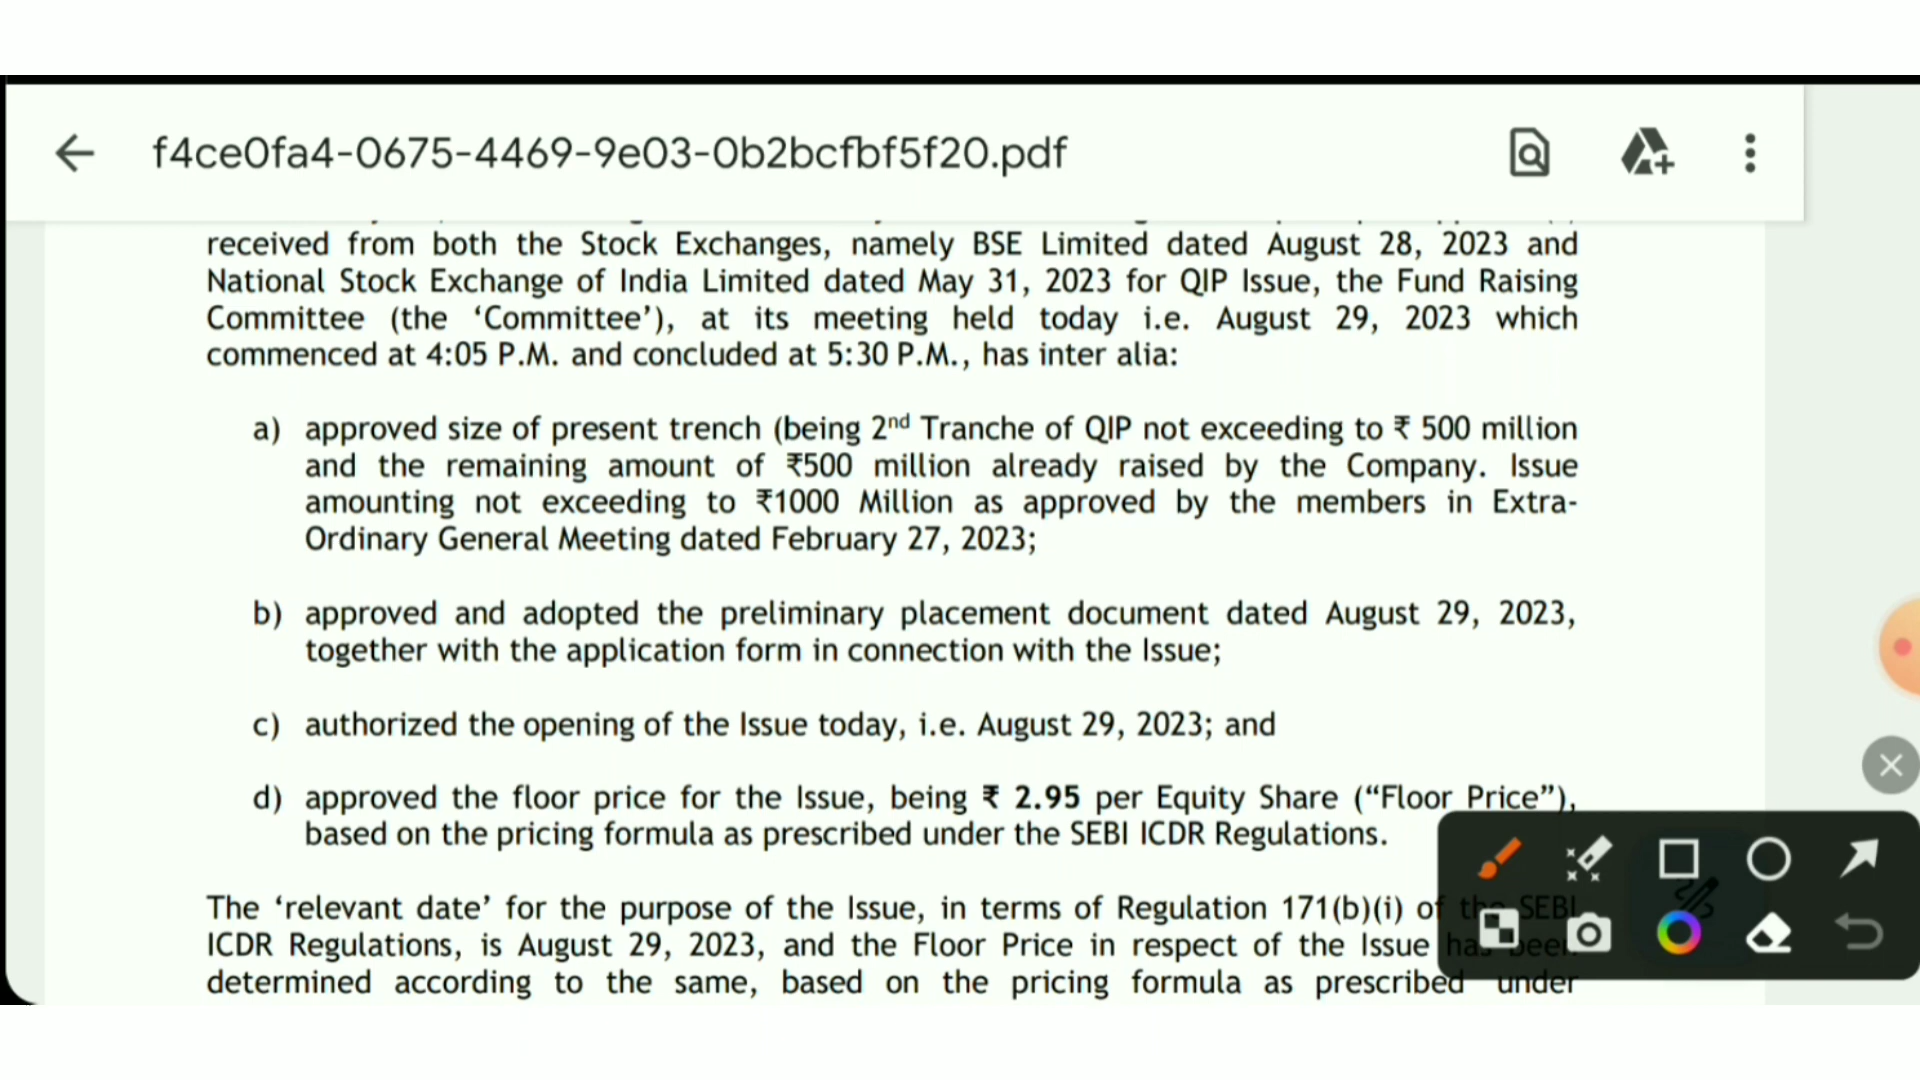 f4ce0fa4-0675-4469-9e03-0b2bcfbf5f20.pdf
received from both the Stock Exchanges, namely BSE Limited dated August 28, 2023 and
National Stock Exchange of India Limited dated May 31, 2023 for QIP Issue, the Fund Raising
Committee (the ‘Committee’), at its meeting held today i.e. August 29, 2023 which
commenced at 4:05 P.M. and concluded at 5:30 P.M., has inter alia:
a) approved size of present trench (being 2nd Tranche of QIP not exceeding to ₹ 500 million
and the remaining amount of ₹500 million already raised by the Company. Issue
amounting not exceeding to ₹1000 Million as approved by the members in Extra-
Ordinary General Meeting dated February 27, 2023;
b) approved and adopted the preliminary placement document dated August 29, 2023,
together with the application form in connection with the Issue;
c) authorized the opening of the Issue today, i.e. August 29, 2023; and
d) approved the floor price for the Issue, being ₹ 2.95 per Equity Share (“Floor Price”),
based on the pricing formula as prescribed under the SEBI ICDR Regulations.
The ‘relevant date’ for the purpose of the Issue, in terms of Regulation 171(b)(i) of the SEBI
ICDR Regulations, is August 29, 2023, and the Floor Price in respect of the Issue has been
determined according to the same, based on the pricing formula as prescribed under